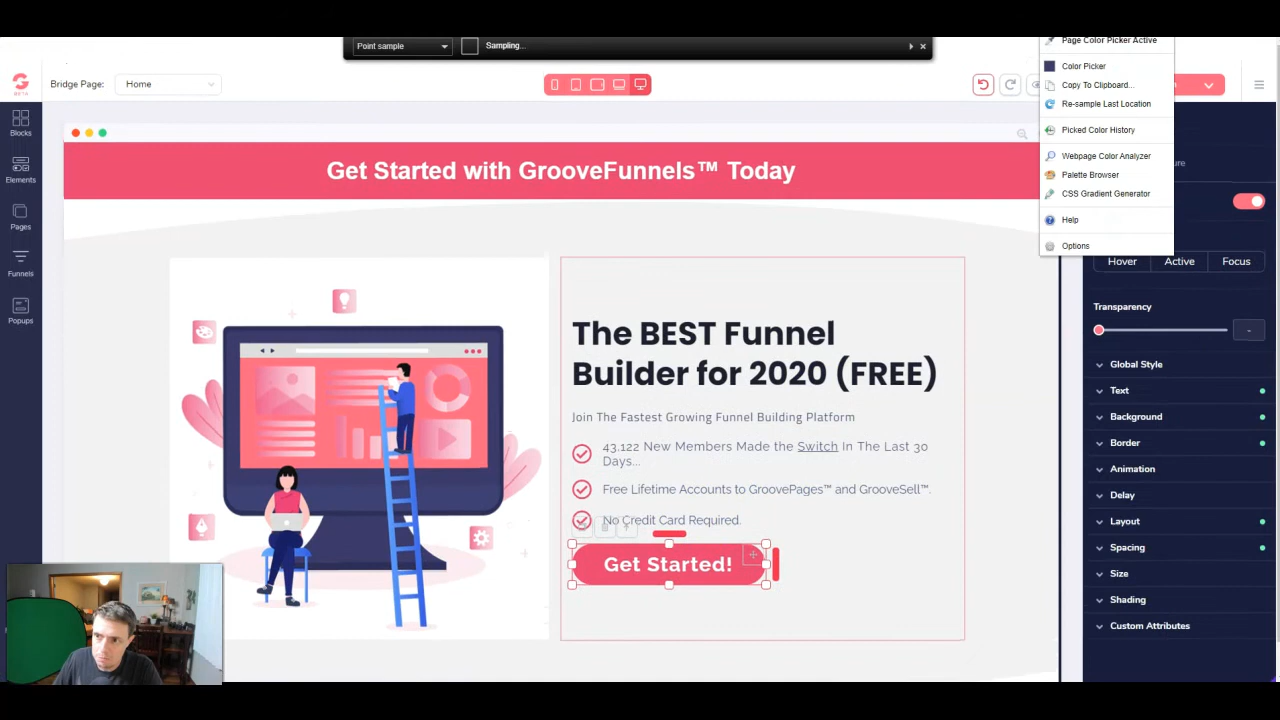 Point sample
Sampling...
Page Color Picker Active
Color Picker
Copy To Clipboard...
Re-sample Last Location
Picked Color History
Webpage Color Analyzer
Palette Browser
CSS Gradient Generator
Help
Options
BETA
Bridge Page:
Home
Blocks
Elements
Pages
Funnels
Popups
Get Started with GrooveFunnels™ Today
The BEST Funnel
Builder for 2020 (FREE)
Join The Fastest Growing Funnel Building Platform
43,122 New Members Made the Switch In The Last 30
Days...
Free Lifetime Accounts to GroovePages™ and GrooveSell™.
No Credit Card Required.
Get Started!
Hover
Active
Focus
Transparency
-
Global Style
Text
Background
Border
Animation
Delay
Layout
Spacing
Size
Shading
Custom Attributes